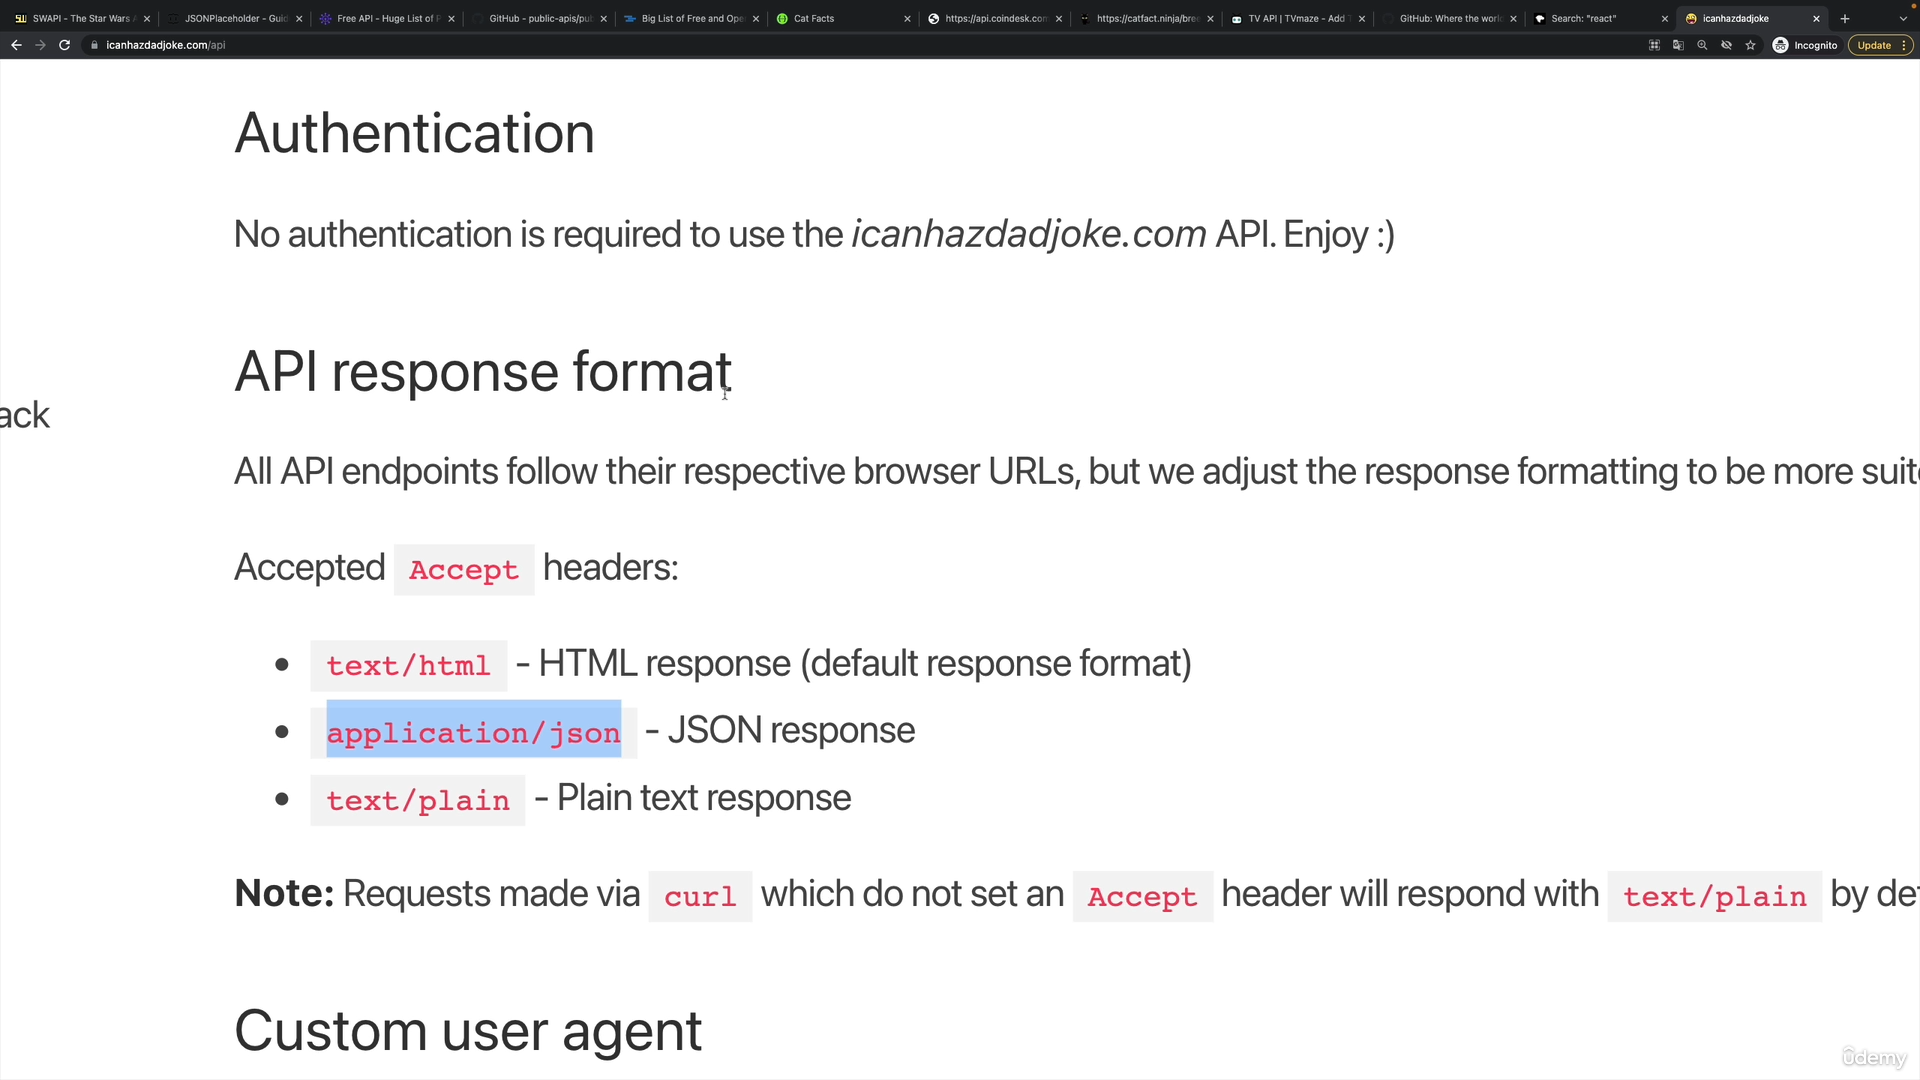 SWAPI - The Star Wars A
JSONPlaceholder - Guid
Free API - Huge List of P
GitHub - public-apis/pub
Big List of Free and Ope
Cat Facts
https://api.coindesk.com
https://catfact.ninja/bree
TV API | TVmaze - Add T
GitHub: Where the world
Search: "react"
icanhazdadjoke
icanhazdadjoke.com/api
Incognito
Update
Authentication
No authentication is required to use the icanhazdadjoke.com API. Enjoy :)
API response format
ack
All API endpoints follow their respective browser URLs, but we adjust the response formatting to be more suit
Accepted Accept headers:
• text/html - HTML response (default response format)
• application/json - JSON response
• text/plain - Plain text response
Note: Requests made via curl which do not set an Accept header will respond with text/plain by def
Custom user agent
ûdemy